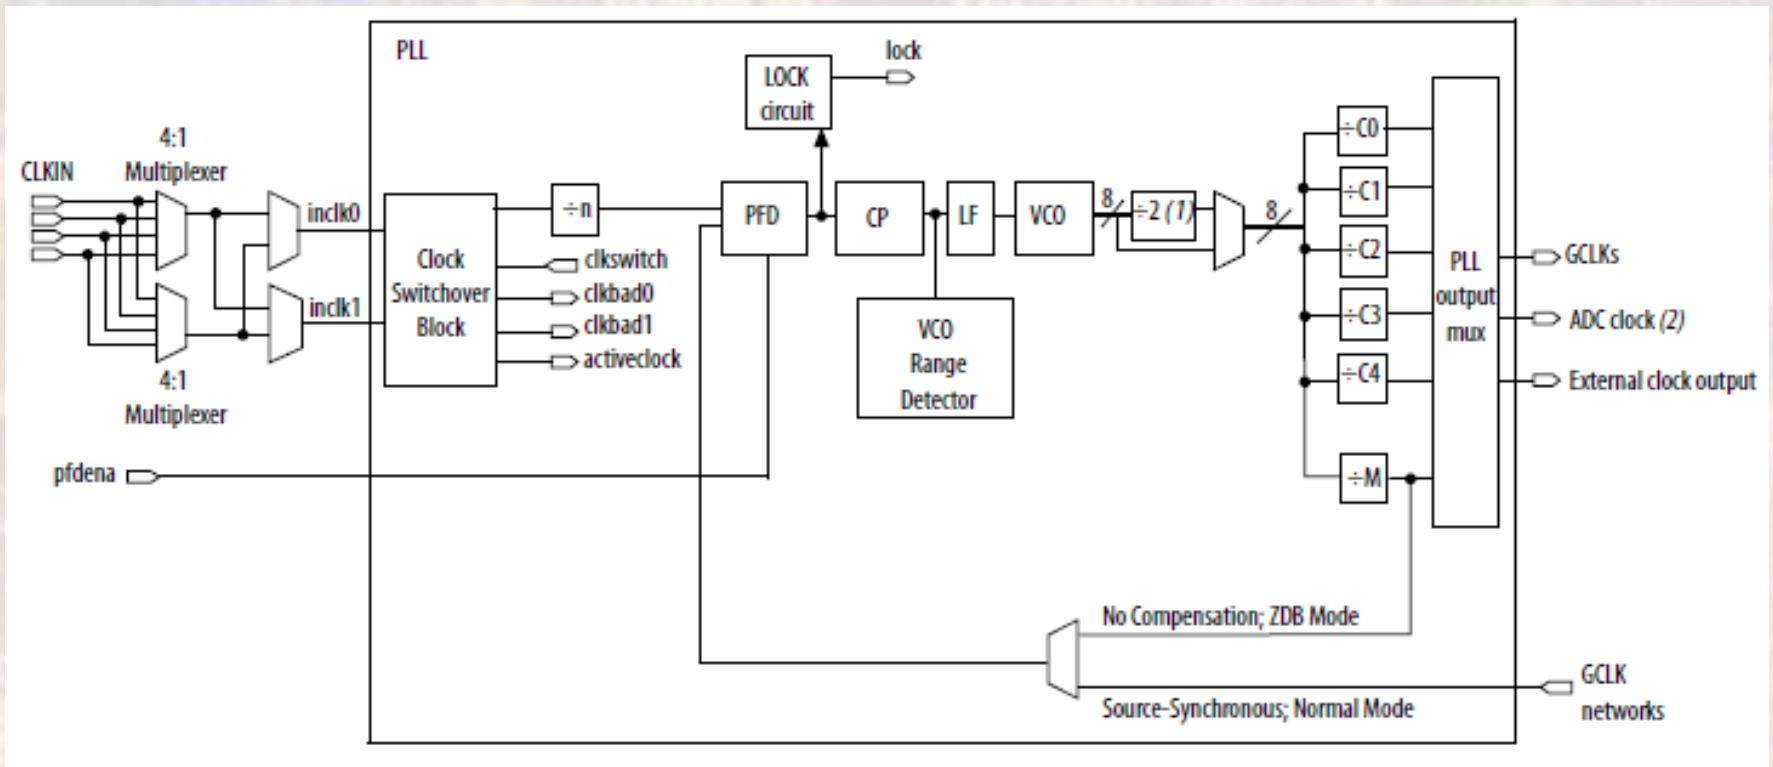 PLL
lock
LOCK
circuit
4:1
Multiplexer
CLKIN
inclk0
÷n
PFD
CP
LF
VCO
8
÷2 (1)
8
÷C0
÷C1
÷C2
÷C3
÷C4
÷M
Clock
Switchover
Block
clkswitch
clkbad0
clkbad1
activeclock
inclk1
VCO
Range
Detector
PLL
output
mux
GCLKs
ADC clock (2)
External clock output
4:1
Multiplexer
pfdena
No Compensation; ZDB Mode
Source-Synchronous; Normal Mode
GCLK
networks